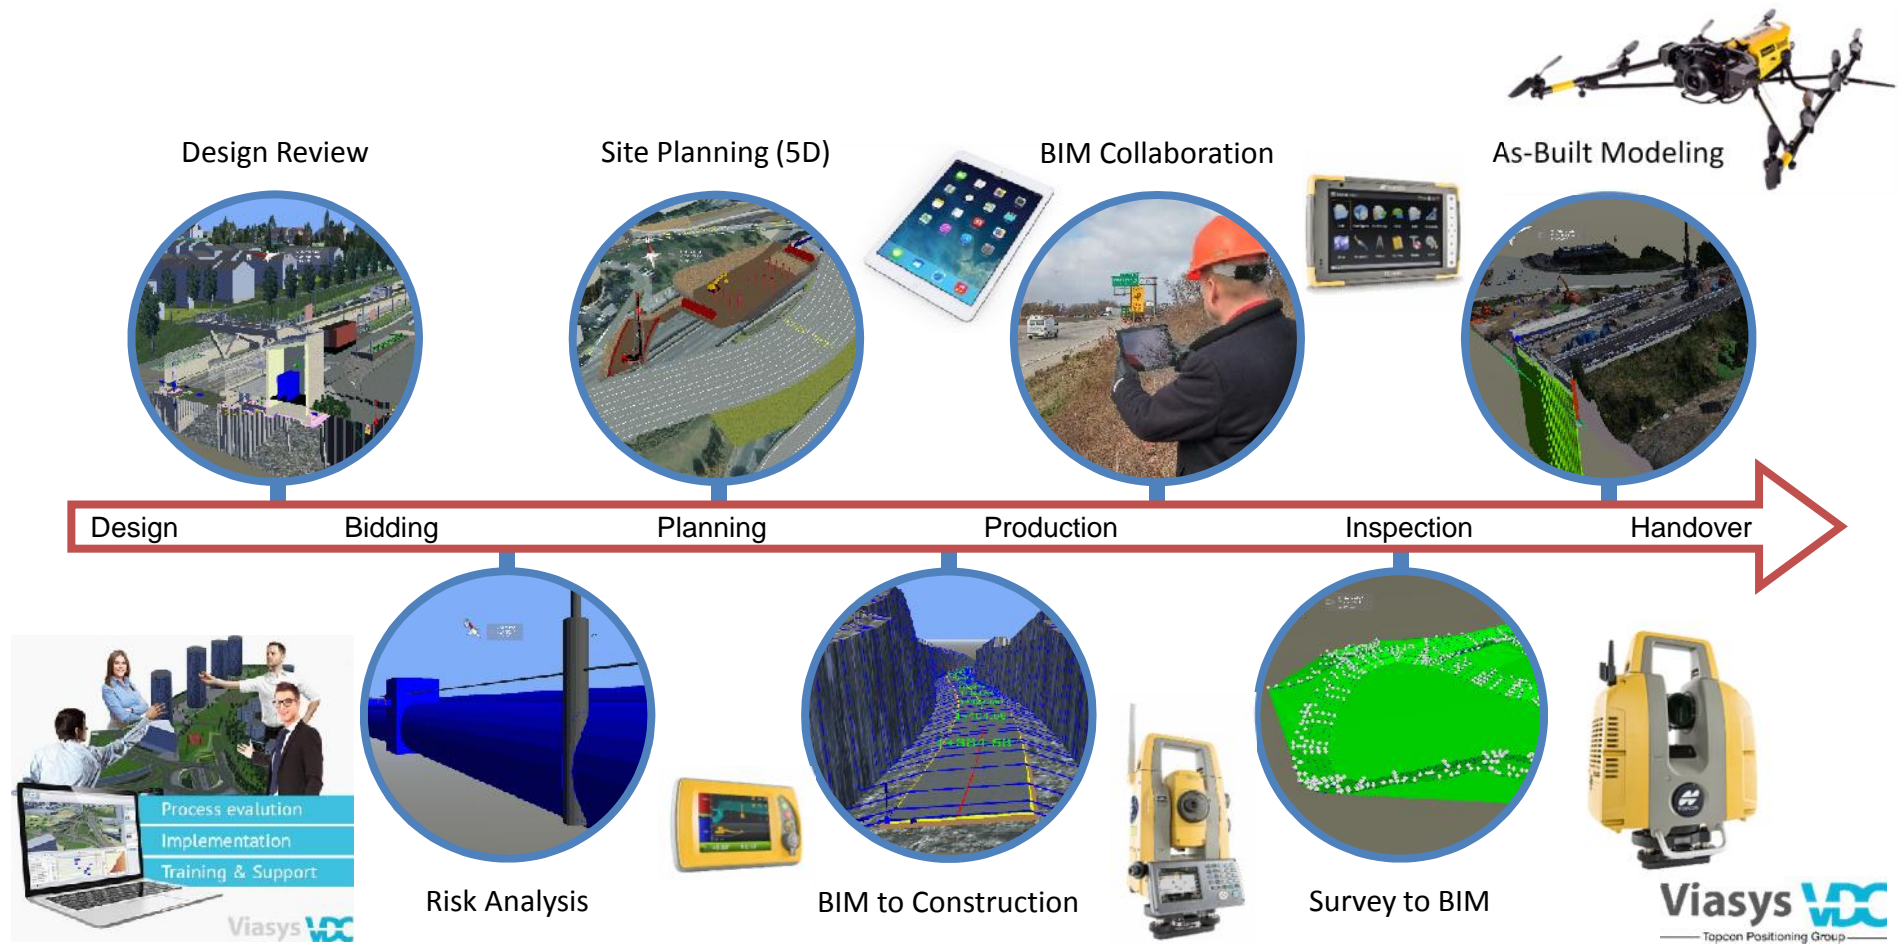 Design Review
Site Planning (5D)
BIM Collaboration
As-Built Modeling
Design
Bidding
Planning
Production
Inspection
Handover
Process evalution
Implementation
Training & Support
Viasys VDC
Risk Analysis
BIM to Construction
Survey to BIM
Viasys VDC
Topcon Positioning Group